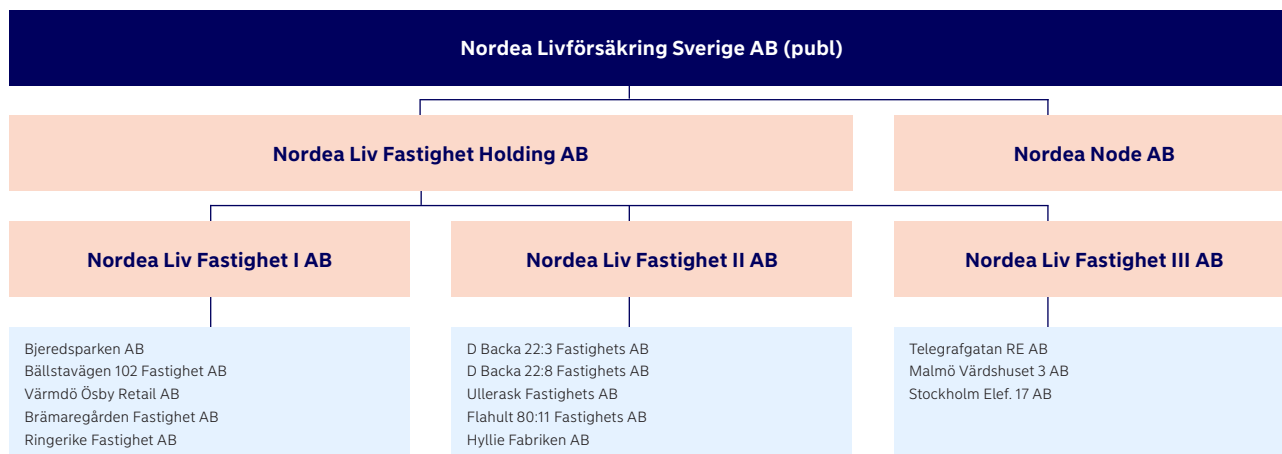 Nordea Livförsäkring Sverige AB (publ)
Nordea Liv Fastighet Holding AB
Nordea Node AB
Nordea Liv Fastighet I AB
Nordea Liv Fastighet II AB
Nordea Liv Fastighet III AB
Bjeredsparken AB
Bällstavägen 102 Fastighet AB
Värmdö Ösby Retail AB
Brämaregården Fastighet AB
Ringerike Fastighet AB
D Backa 22:3 Fastighets AB
D Backa 22:8 Fastighets AB
Ullerask Fastighets AB
Flahult 80:11 Fastighets AB
Hyllie Fabriken AB
Telegrafgatan RE AB
Malmö Värdshuset 3 AB
Stockholm Elef. 17 AB